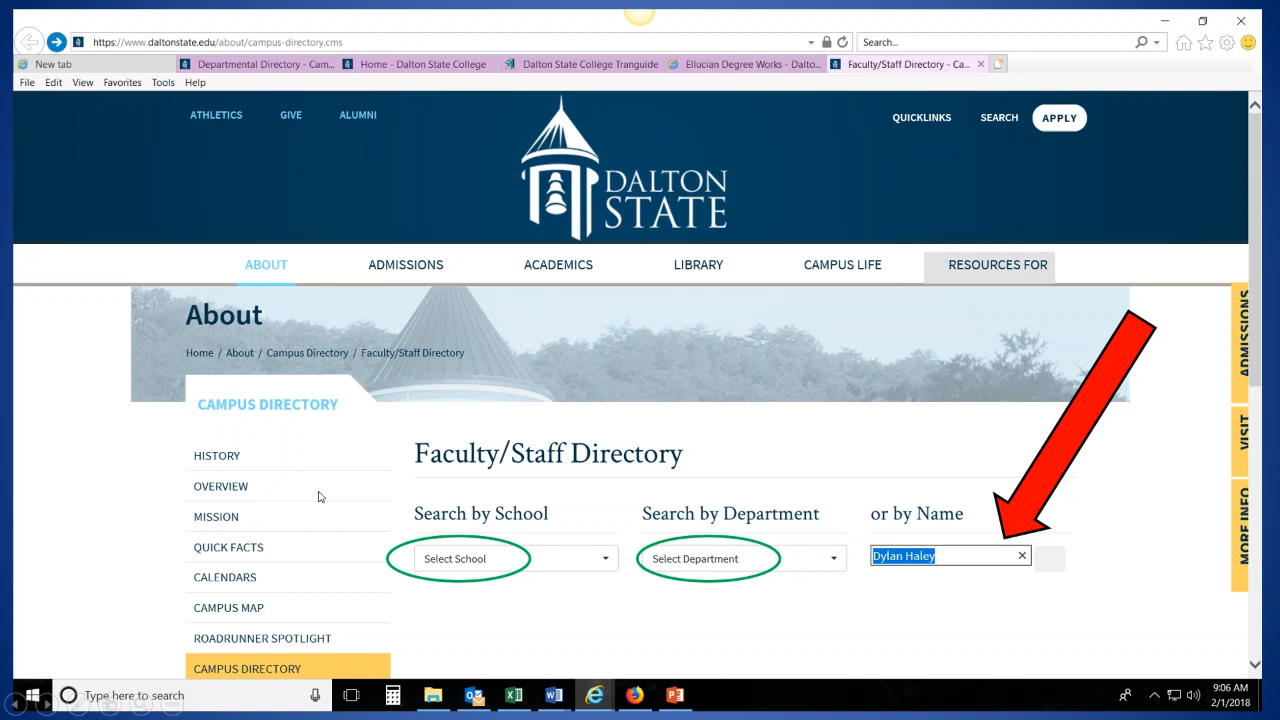 https://www.daltonstate.edu/about/campus-directory.cms
Search...
New tab
Departmental Directory - Cam...
Home - Dalton State College
Dalton State College Tranguide
Ellucian Degree Works - Dalto...
Faculty/Staff Directory - Ca...
File Edit View Favorites Tools Help
ATHLETICS GIVE ALUMNI
QUICKLINKS SEARCH APPLY
DALTON
STATE
ABOUT ADMISSIONS ACADEMICS LIBRARY CAMPUS LIFE RESOURCES FOR
About
Home / About / Campus Directory / Faculty/Staff Directory
CAMPUS DIRECTORY
HISTORY
OVERVIEW
MISSION
QUICK FACTS
CALENDARS
CAMPUS MAP
ROADRUNNER SPOTLIGHT
CAMPUS DIRECTORY
Faculty/Staff Directory
Search by School Search by Department or by Name
Select School Select Department Dylan Haley
ADMISSIONS
VISIT
MORE INFO
Type here to search
9:06 AM
2/1/2018